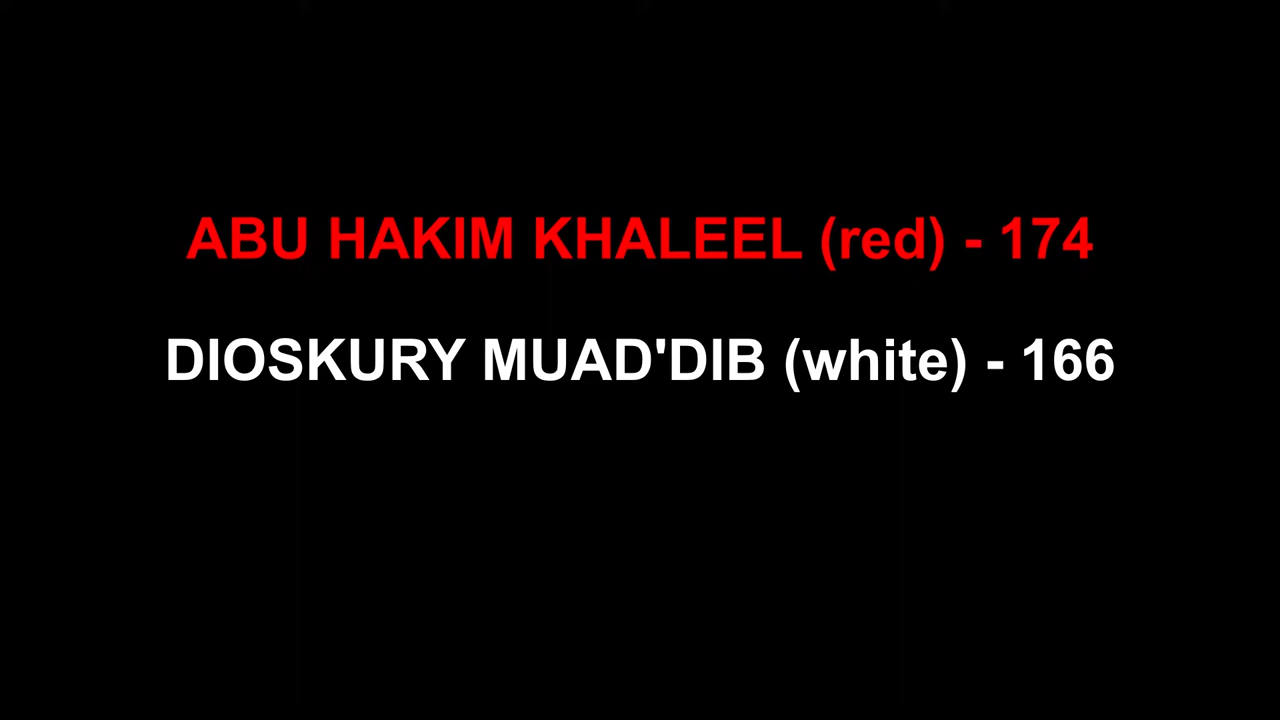 ABU HAKIM KHALEEL (red) - 174
DIOSKURY MUAD'DIB (white) - 166